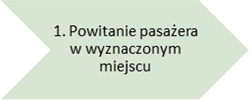 1. Powitanie pasażera
w wyznaczonym
miejscu